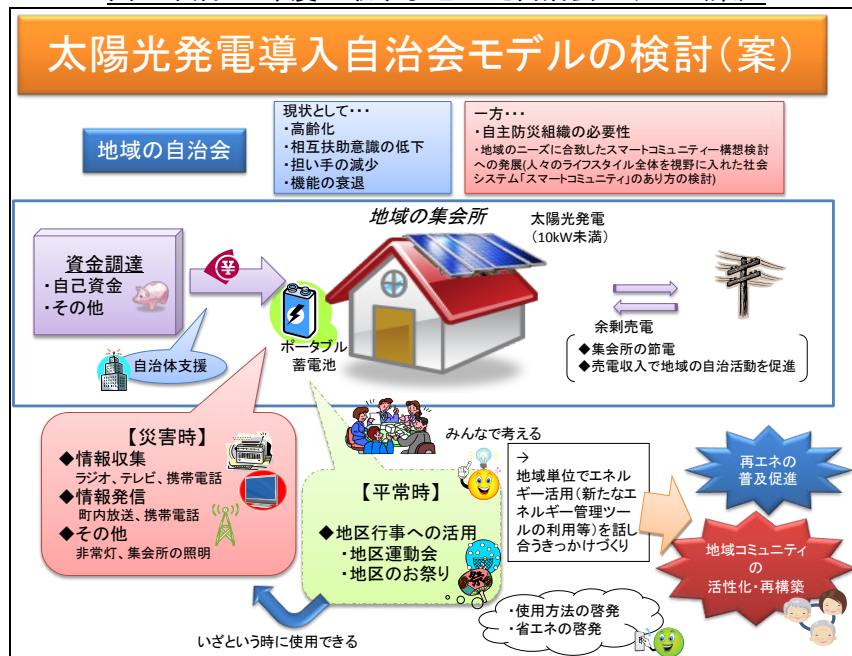 太陽光発電導入自治会モデルの検討(案)
地域の自治会
現状として・・・
・高齢化
・相互扶助意識の低下
・担い手の減少
・機能の衰退
一方・・・
・自主防災組織の必要性
・地域のニーズに合致したスマートコミュニティー構想検討
への発展(人々のライフスタイル全体を視野に入れた社会
システム「スマートコミュニティ」のあり方の検討)
地域の集会所
太陽光発電
(10kW未満)
資金調達
・自己資金
・その他
¥
自治体支援
ポータブル
蓄電池
余剰売電
◆集会所の節電
◆売電収入で地域の自治活動を促進
【災害時】
◆情報収集
ラジオ、テレビ、携帯電話
◆情報発信
町内放送、携帯電話
◆その他
非常灯、集会所の照明
【平常時】
◆地区行事への活用
・地区運動会
・地区のお祭り
祭
みんなで考える
→
地域単位でエネル
ギー活用(新たなエ
ネルギー管理ツー
ルの利用等)を話し
合うきっかけづくり
再エネの
普及促進
地域コミュニティ
の
活性化・再構築
いざという時に使用できる
・使用方法の啓発
・省エネの啓発